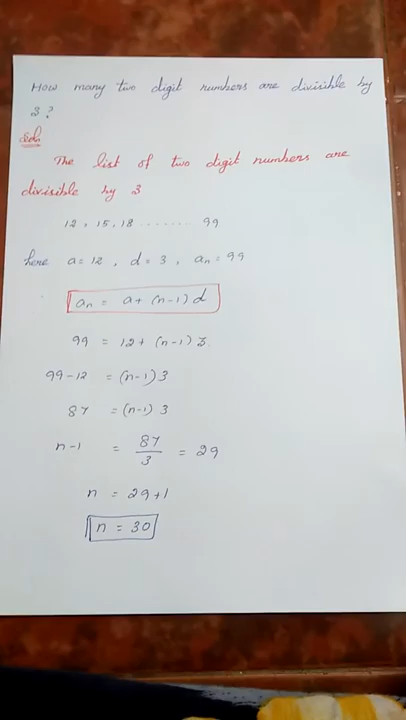 How many two digit numbers are divisible by
3?
Soln
The list of two digit numbers are
divisible by 3
12, 15, 18 ........ 99
here a = 12, d = 3, an = 99
an = a + (n-1) d
99 = 12 + (n-1) 3
99-12 = (n-1) 3
87 = (n-1) 3
n-1 = 87/3 = 29
n = 29+1
n = 30